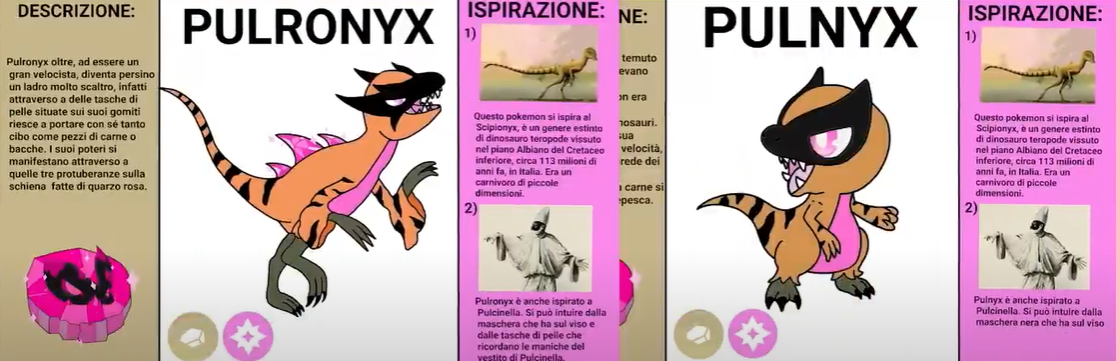 DESCRIZIONE:
Pulronyx oltre, ad essere un
gran velocista, diventa persino
un ladro molto scaltro, infatti
attraverso a delle tasche di
pelle situate sui suoi gomiti
riesce a portare con sé tanto
cibo come pezzi di carne o
bacche. I suoi poteri si
manifestano attraverso a
quelle tre protuberanze sulla
schiena fatte di quarzo rosa.
PULRONYX
ISPIRAZIONE:
1)
Questo pokemon si ispira al
Scipionyx, è un genere estinto
di dinosauro teropode vissuto
nel piano Albiano del Cretaceo
inferiore, circa 113 milioni di
anni fa, in Italia. Era un
carnivoro di piccole
dimensioni.
2)
Pulronyx è anche ispirato a
Pulcinella. Si può intuire dalla
maschera che ha sul viso e
dalle tasche di pelle che
ricordano le maniche del
vestito di Pulcinella.
NE:
temuto
evano
on era
nosauri.
sua
velocità,
rede dei
a carne si
epesca.
PULNYX
ISPIRAZIONE:
1)
Questo pokemon si ispira al
Scipionyx, è un genere estinto
di dinosauro teropode vissuto
nel piano Albiano del Cretaceo
inferiore, circa 113 milioni di
anni fa, in Italia. Era un
carnivoro di piccole
dimensioni.
2)
Pulnyx è anche ispirato a
Pulcinella. Si può intuire dalla
maschera nera che ha sul viso